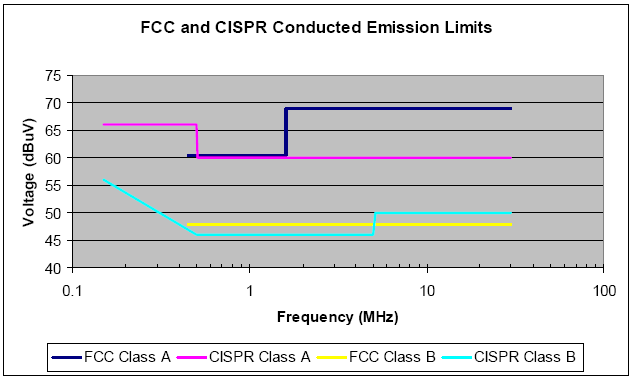 FCC and CISPR Conducted Emission Limits
75
70
65
60
55
50
45
40
Voltage (dBuV)
0.1 1 10 100
Frequency (MHz)
FCC Class A CISPR Class A FCC Class B CISPR Class B